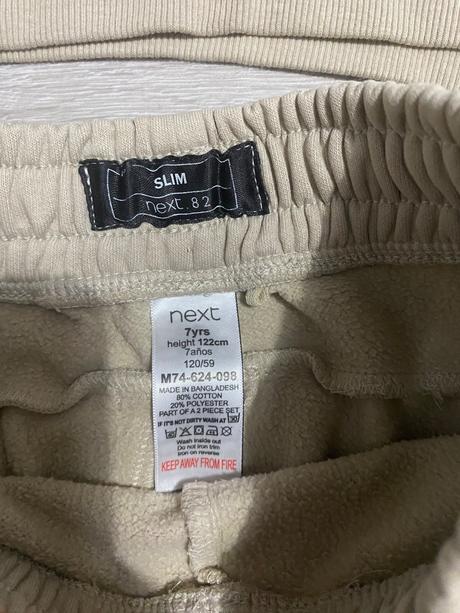 SLIM
next.82
next
7yrs
height 122cm
7años
120/59
M74-624-098
MADE IN BANGLADESH
80% COTTON
20% POLYESTER
PART OF A 2 PIECE SET
IF IT'S NOT DIRTY WASH AT 30
Wash inside out
Do not iron trim
Iron on reverse
KEEP AWAY FROM FIRE